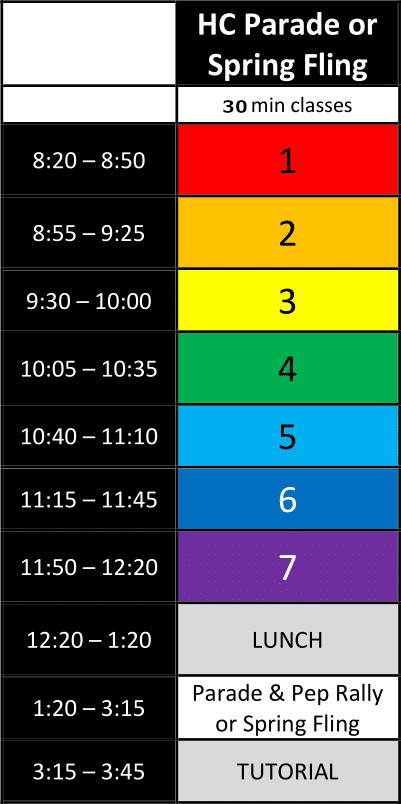 HC Parade or
Spring Fling
30 min classes
8:20 – 8:50
1
8:55 – 9:25
2
9:30 – 10:00
3
10:05 – 10:35
4
10:40 – 11:10
5
11:15 – 11:45
6
11:50 – 12:20
7
12:20 – 1:20
LUNCH
1:20 – 3:15
Parade & Pep Rally
or Spring Fling
3:15 – 3:45
TUTORIAL